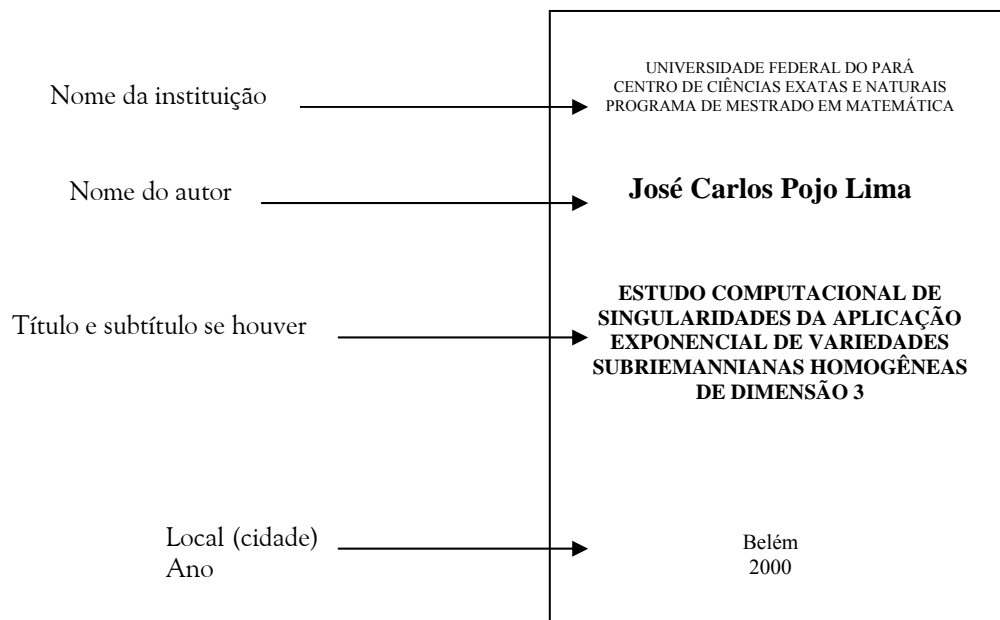 Nome da instituição
UNIVERSIDADE FEDERAL DO PARÁ
CENTRO DE CIÊNCIAS EXATAS E NATURAIS
PROGRAMA DE MESTRADO EM MATEMÁTICA
Nome do autor
José Carlos Pojo Lima
Título e subtítulo se houver
ESTUDO COMPUTACIONAL DE
SINGULARIDADES DA APLICAÇÃO
EXPONENCIAL DE VARIEDADES
SUBRIEMANNIANAS HOMOGÊNEAS
DE DIMENSÃO 3
Local (cidade)
Ano
Belém
2000